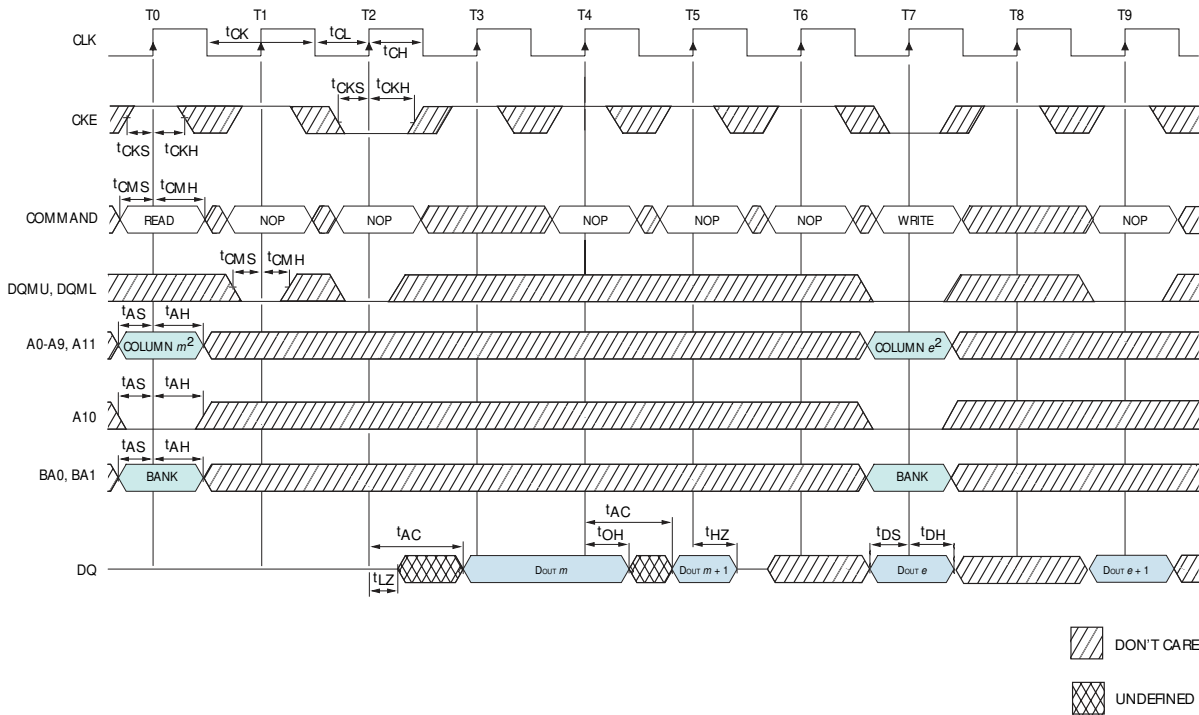 T0 T1 T2 T3 T4 T5 T6 T7 T8 T9
CLK
tCK tCL
tCH
tCKS tCKH
CKE
tCKS tCKH
tCMS tCMH
COMMAND READ NOP NOP NOP NOP NOP WRITE NOP
tCMS tCMH
DQMU, DQML
tAS tAH
A0-A9, A11 COLUMN m2 COLUMN e2
tAS tAH
A10
tAS tAH
BA0, BA1 BANK BANK
tAC
tAC tOH tHZ tDS tDH
DQ DOUT m DOUT m + 1 DOUT e DOUT e + 1
tLZ
DON'T CARE
UNDEFINED